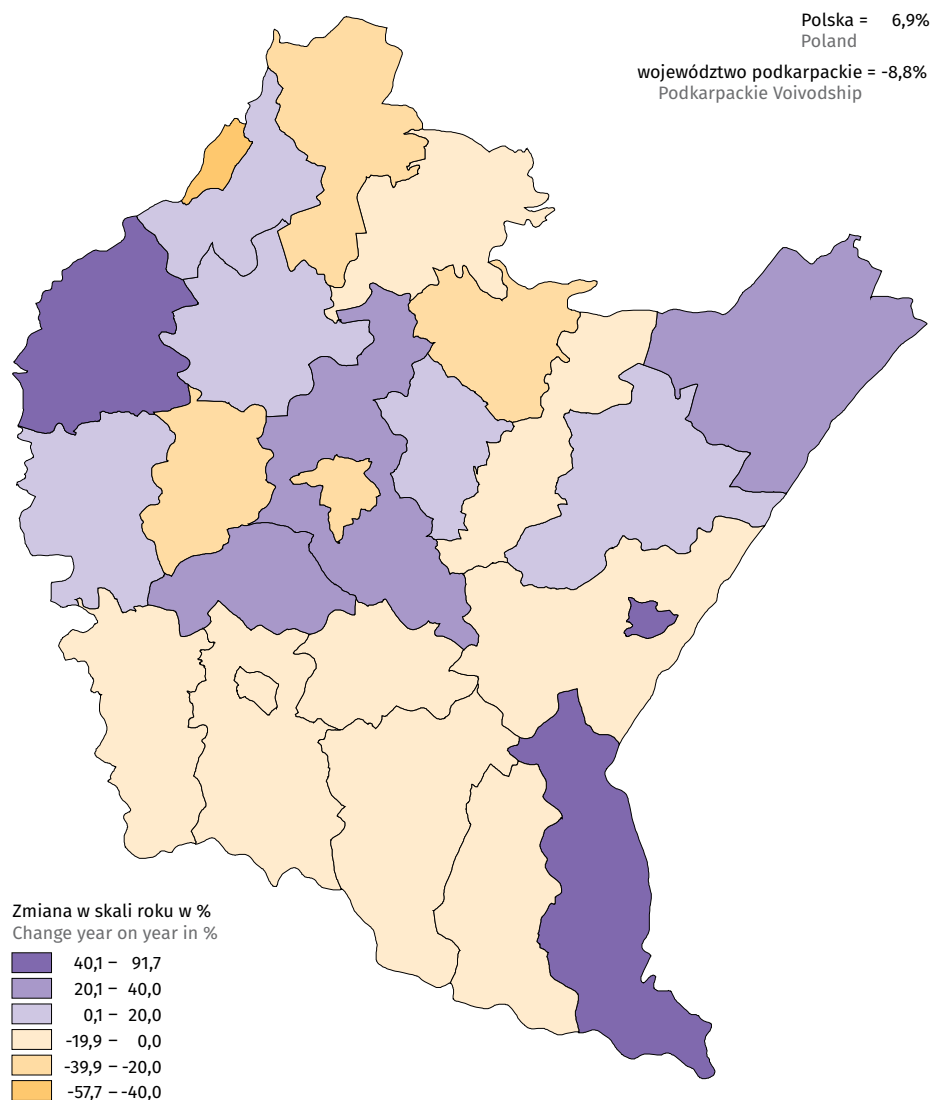 Polska = 6,9%
Poland
województwo podkarpackie = -8,8%
Podkarpackie Voivodship
Zmiana w skali roku w %
Change year on year in %
40,1 – 91,7
20,1 – 40,0
0,1 – 20,0
-19,9 – 0,0
-39,9 – -20,0
-57,7 – -40,0